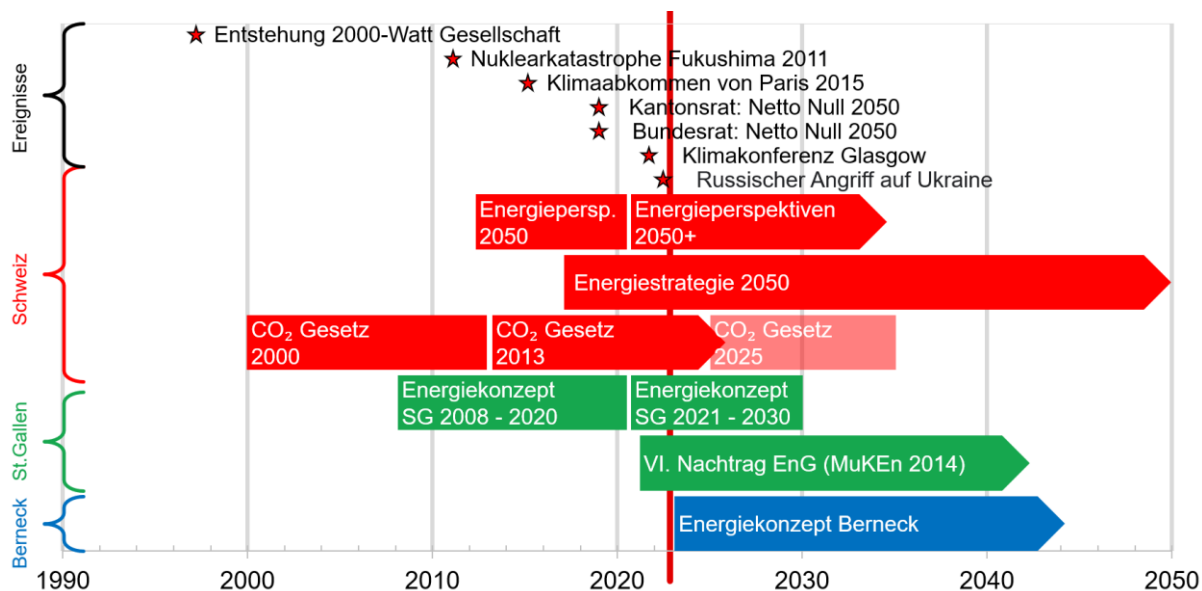 Ereignisse
Entstehung 2000-Watt Gesellschaft
Nuklearkatastrophe Fukushima 2011
Klimaabkommen von Paris 2015
Kantonsrat: Netto Null 2050
Bundesrat: Netto Null 2050
Klimakonferenz Glasgow
Russischer Angriff auf Ukraine
Schweiz
Energiepersp.
2050
Energieperspektiven
2050+
Energiestrategie 2050
CO₂ Gesetz
2000
CO₂ Gesetz
2013
CO₂ Gesetz
2025
St.Gallen
Energiekonzept
SG 2008 - 2020
Energiekonzept
SG 2021 - 2030
VI. Nachtrag EnG (MuKEn 2014)
Berneck
Energiekonzept Berneck
1990 2000 2010 2020 2030 2040 2050